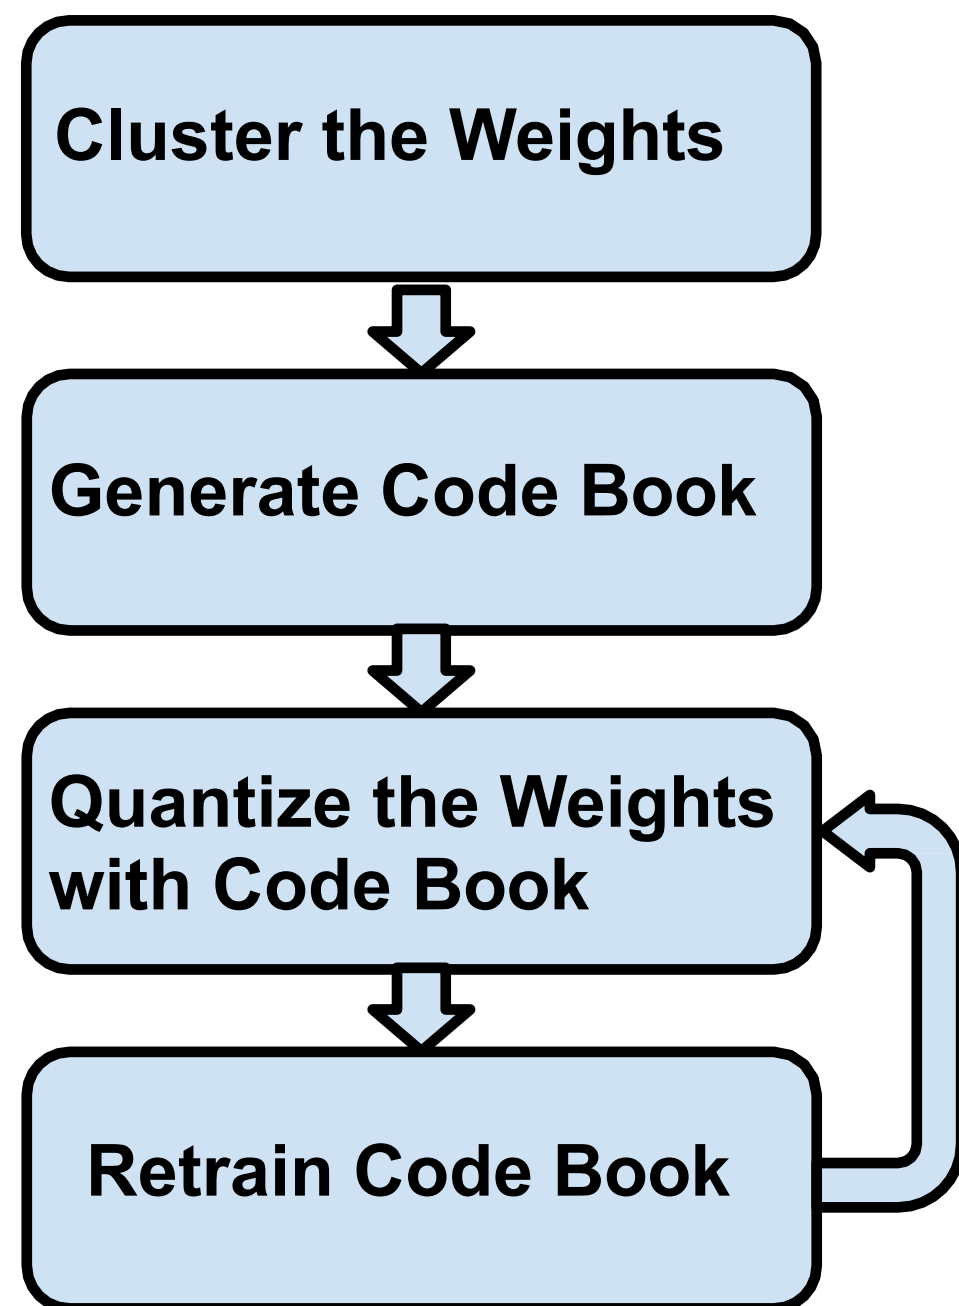 Cluster the Weights
Generate Code Book
Quantize the Weights
with Code Book
Retrain Code Book